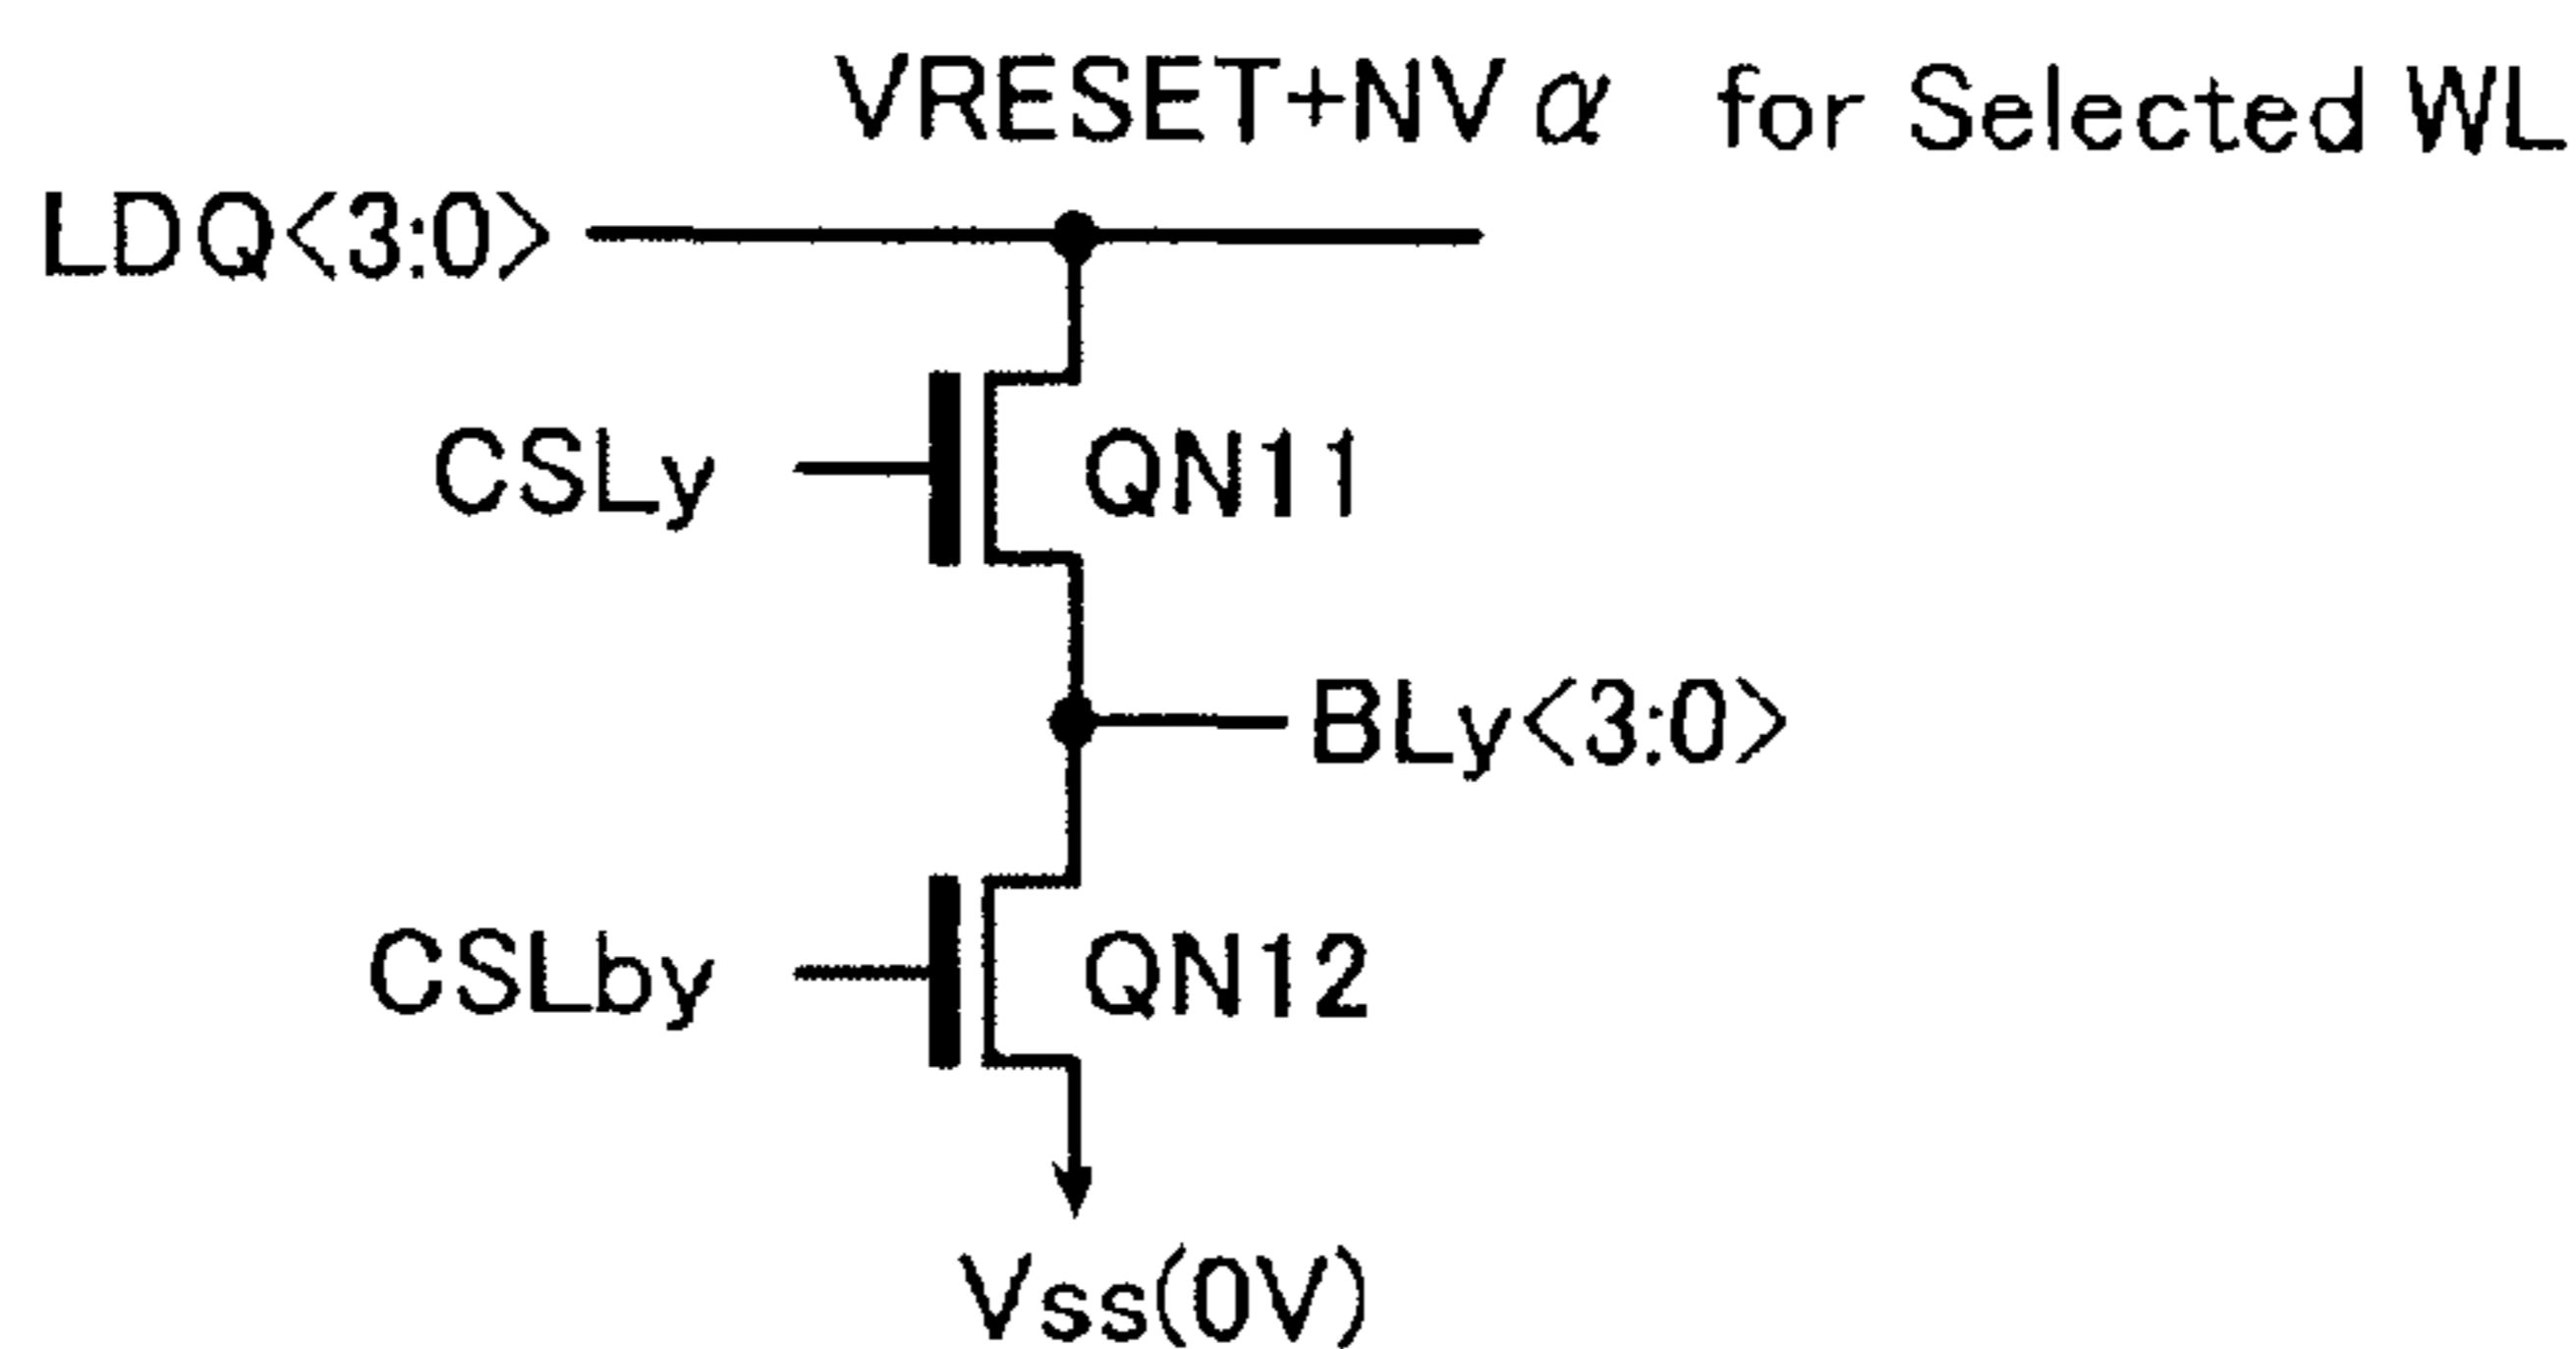 VRESET+NVα for Selected WL
LDQ<3:0>
CSLy
QN11
BLy<3:0>
CSLby
QN12
Vss(0V)